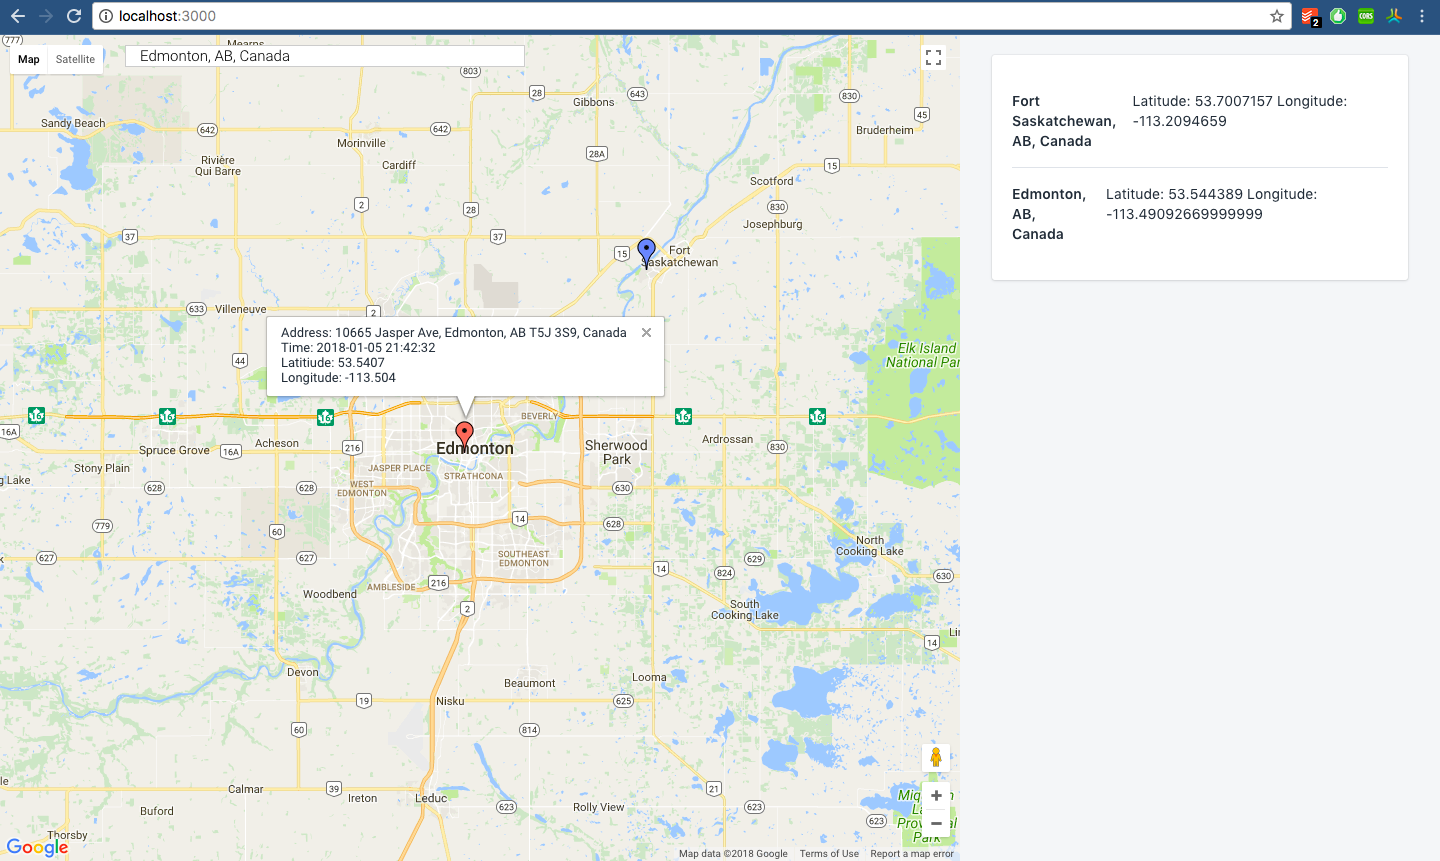 localhost:3000
2
CORS
777
Mearns
Map
Satellite
Edmonton, AB, Canada
803
28
643
Gibbons
830
45
Sandy Beach
642
642
Bruderheim
Morinville
28A
Rivière
Qui Barre
Cardiff
15
Scotford
2
28
830
Josephburg
37
37
15
Fort
Saskatchewan
633
Villeneuve
2
Address: 10665 Jasper Ave, Edmonton, AB T5J 3S9, Canada
Time: 2018-01-05 21:42:32
Latitiude: 53.5407
Longitude: -113.504
44
Elk Island
National Par
16
16
16
BEVERLY
16
16
16A
Acheson
216
Edmonton
Sherwood
Park
Ardrossan
830
Spruce Grove
16A
Stony Plain
JASPER PLACE
STRATHCONA
g Lake
628
628
WEST
EDMONTON
630
779
60
14
628
North
Cooking Lake
627
627
SOUTHEAST
EDMONTON
629
14
824
630
AMBLESIDE
216
Woodbend
2
South
Cooking Lake
14
Lin
Devon
Beaumont
Looma
19
Nisku
625
60
814
le
Calmar
39
Ireton
Leduc
623
Rolly View
21
623
Buford
623
Miq
n
La
Provincial
Park
Thorsby
Google
Map data ©2018 Google
Terms of Use
Report a map error
Fort
Saskatchewan,
AB, Canada
Latitude: 53.7007157 Longitude:
-113.2094659
Edmonton,
AB,
Canada
Latitude: 53.544389 Longitude:
-113.49092669999999